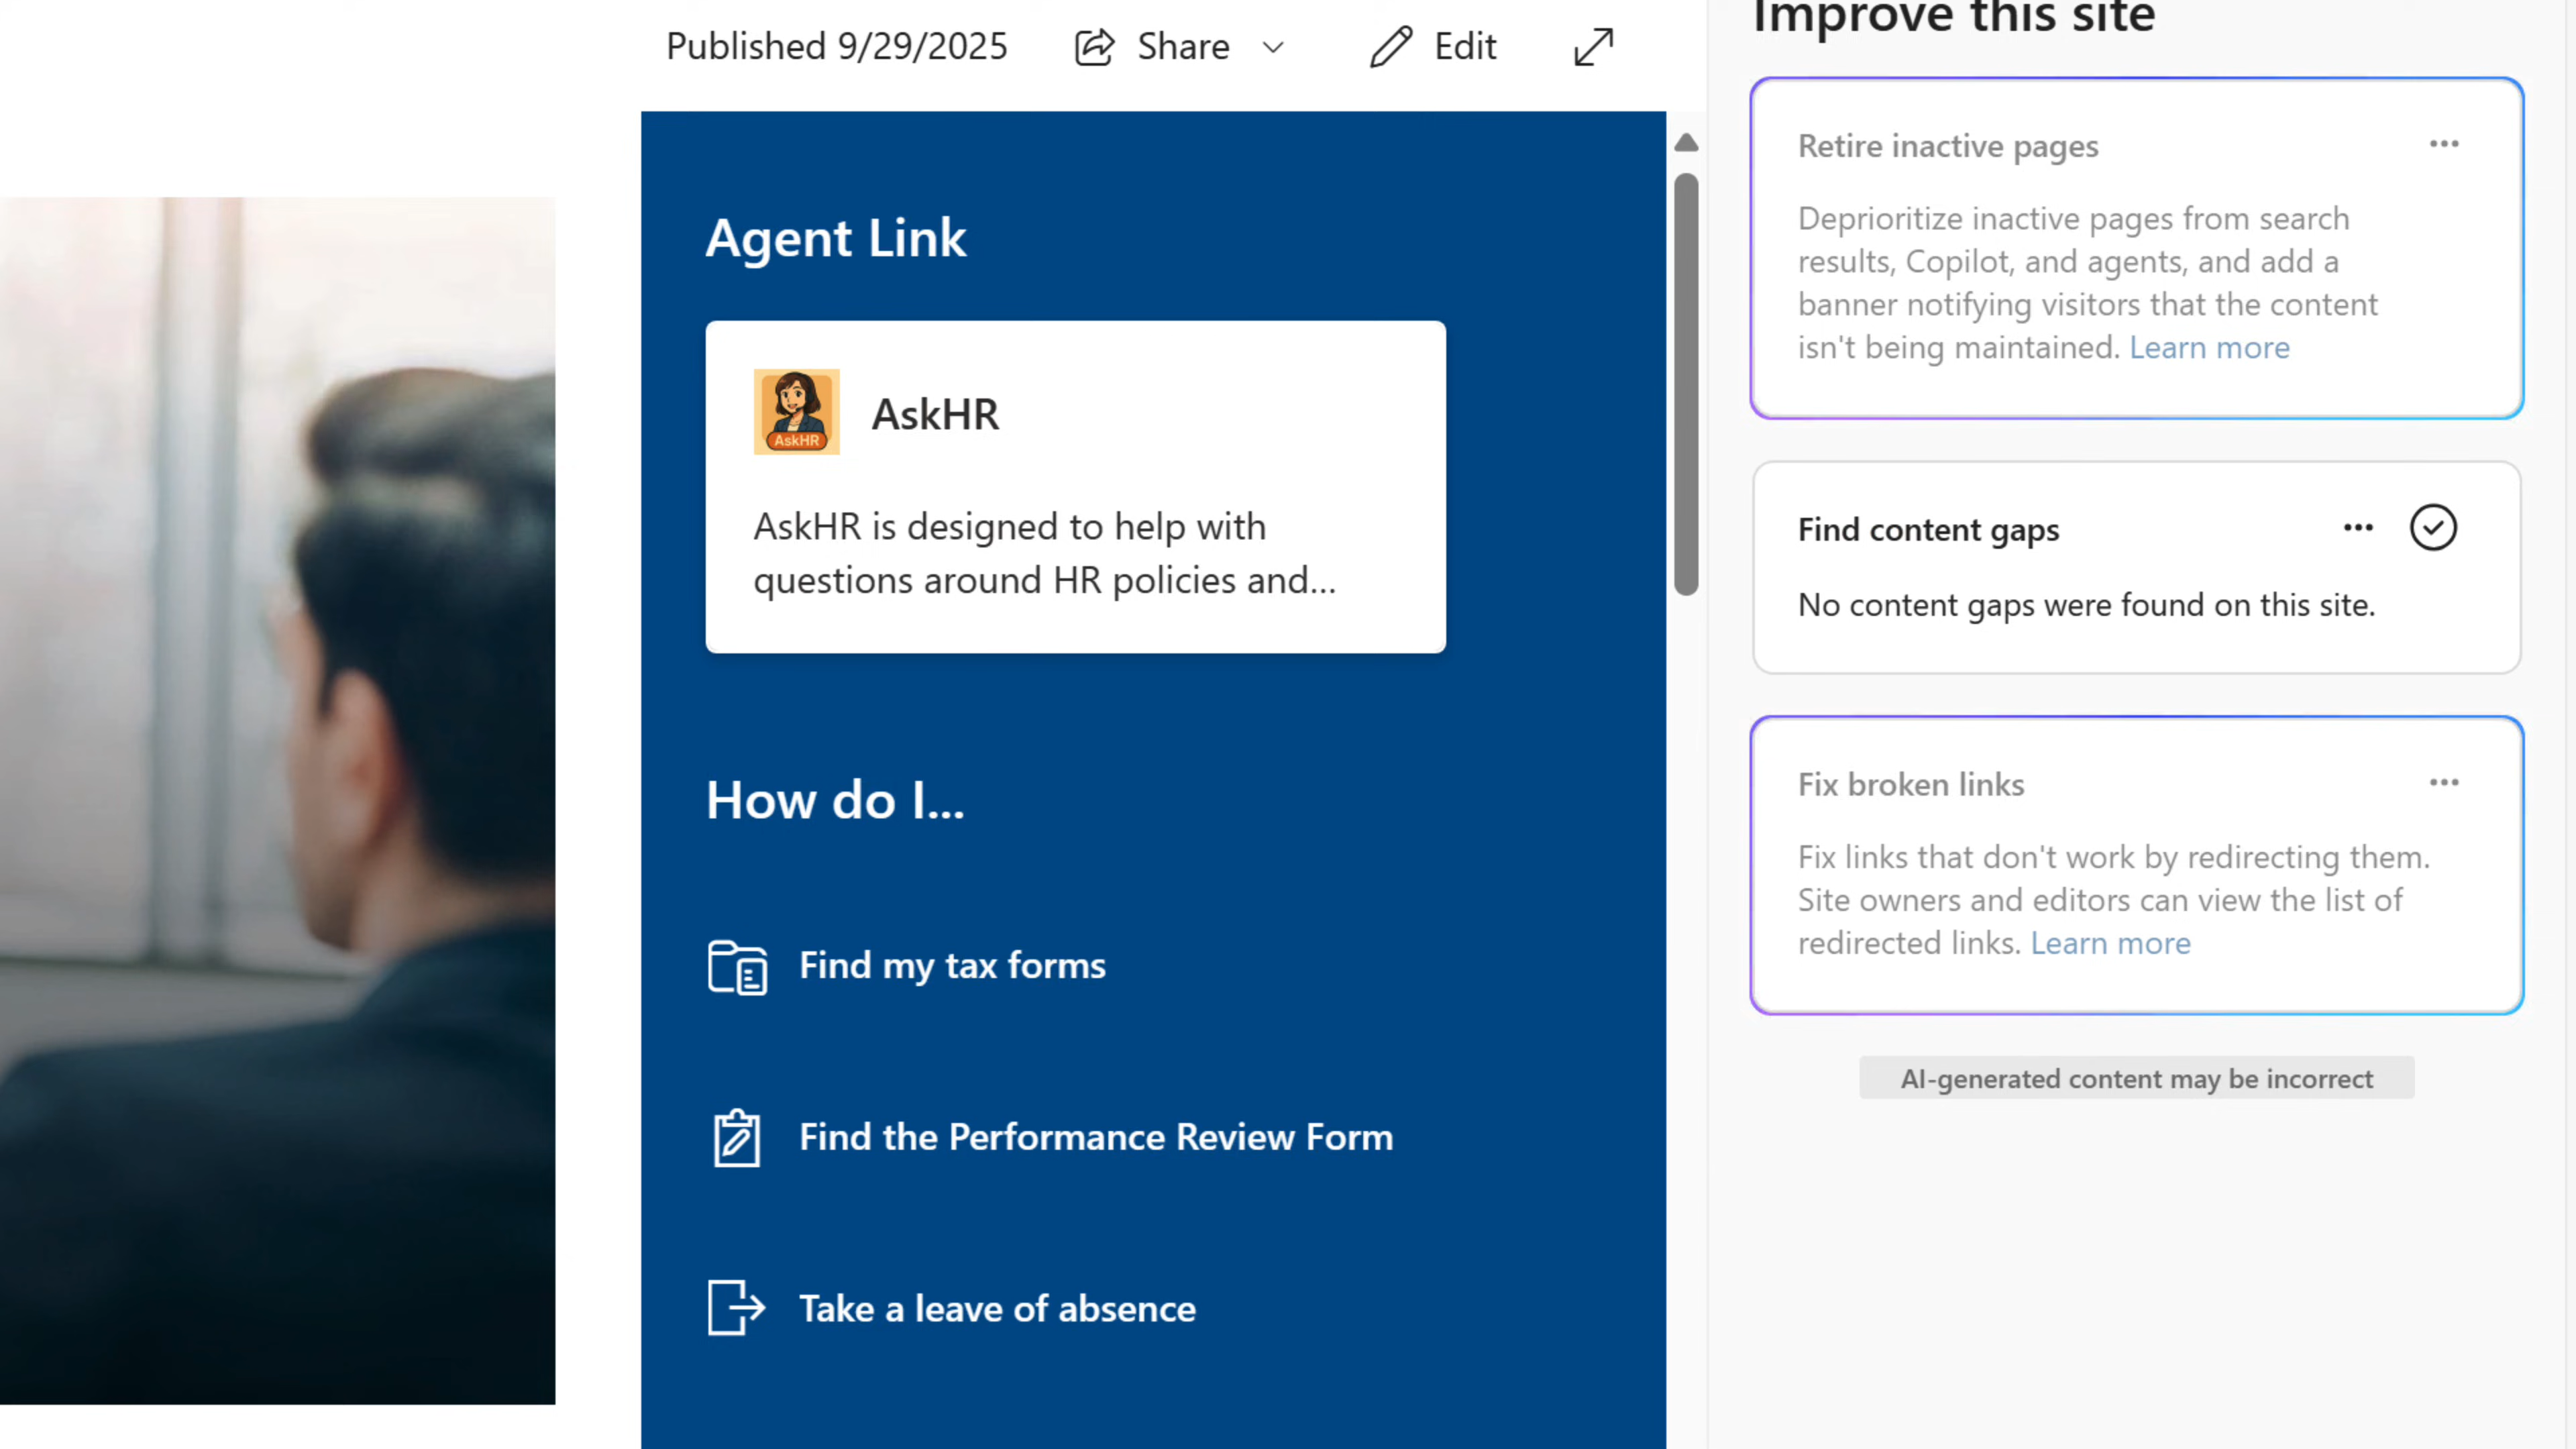 Published 9/29/2025
Share
Edit
Agent Link
AskHR
AskHR
AskHR is designed to help with
questions around HR policies and...
How do I...
Find my tax forms
Find the Performance Review Form
Take a leave of absence
Improve this site
Retire inactive pages
Deprioritize inactive pages from search
results, Copilot, and agents, and add a
banner notifying visitors that the content
isn't being maintained. Learn more
Find content gaps
No content gaps were found on this site.
Fix broken links
Fix links that don't work by redirecting them.
Site owners and editors can view the list of
redirected links. Learn more
AI-generated content may be incorrect